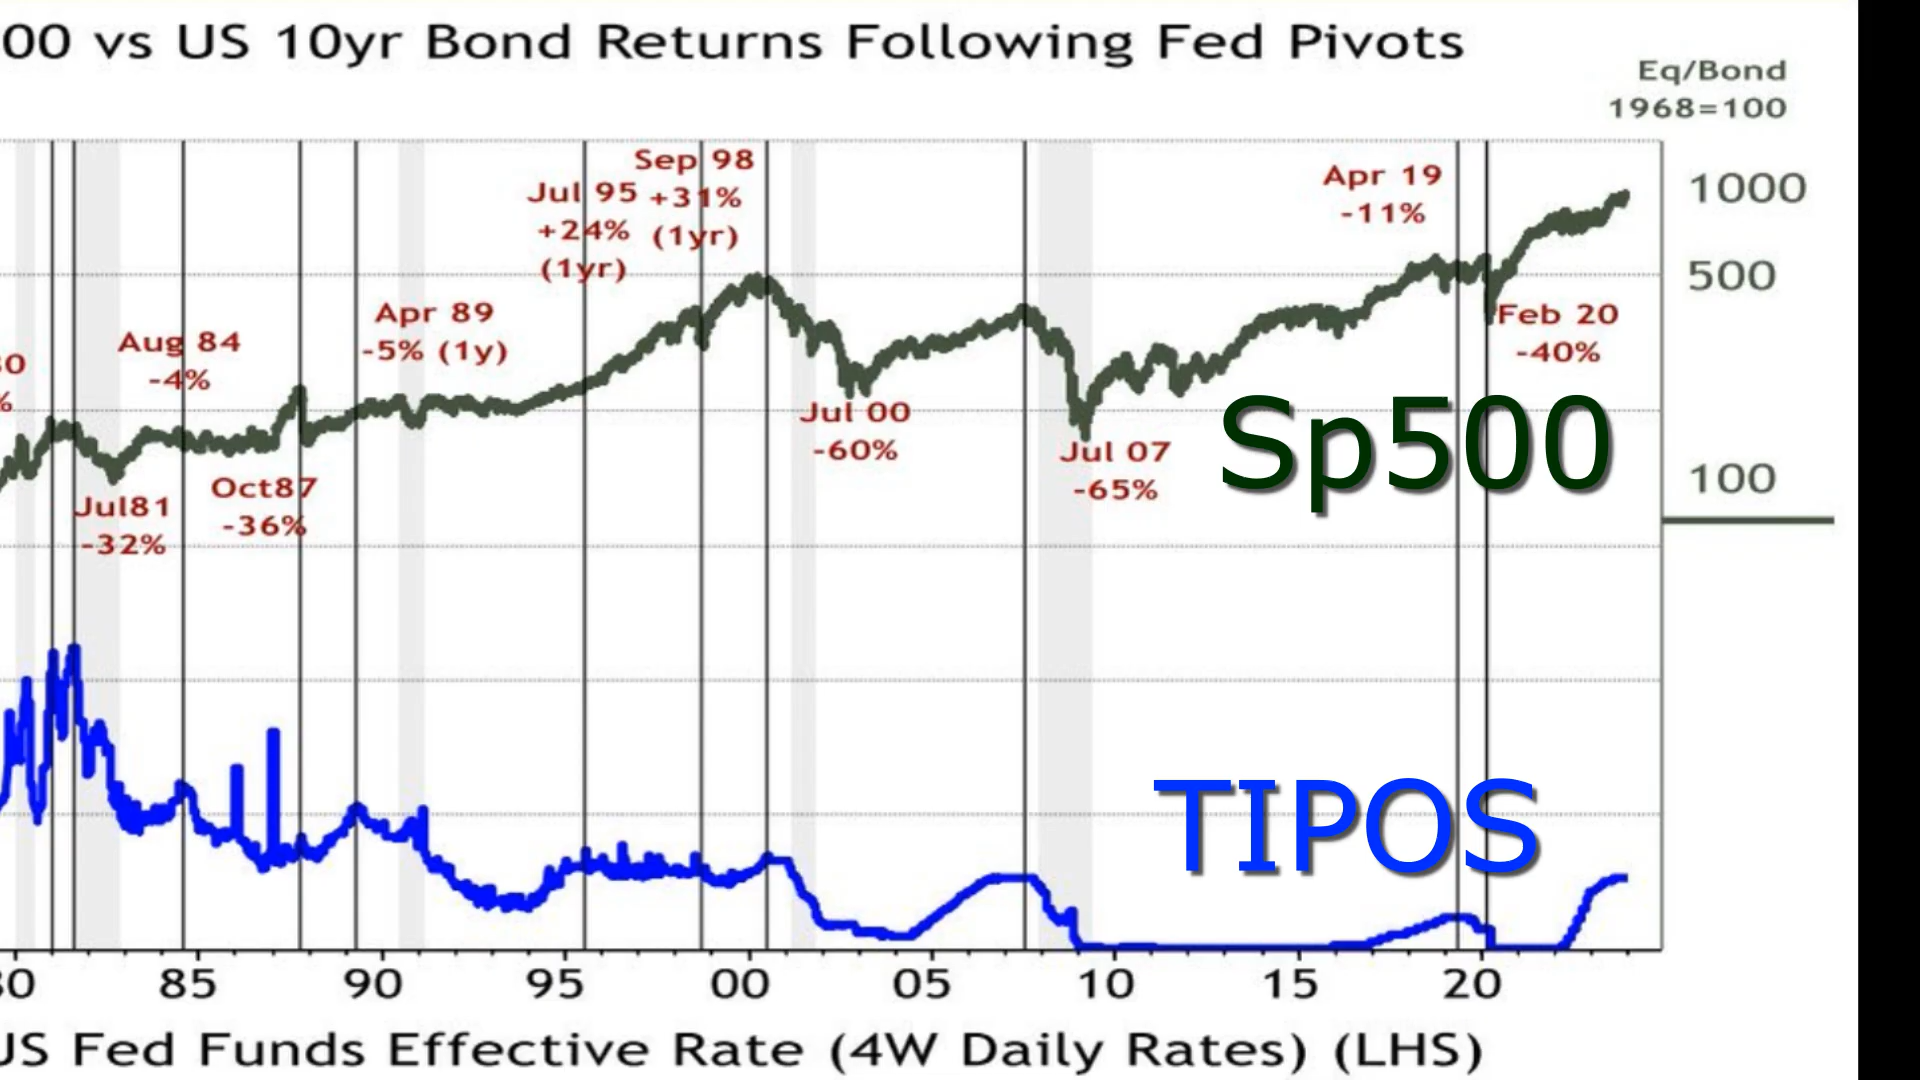 00 vs US 10yr Bond Returns Following Fed Pivots
Eq/Bond
1968=100
Sep 98
+31%
(1yr)
Jul 95
+24%
(1yr)
Apr 19
-11%
1000
500
100
Apr 89
-5% (1y)
Aug 84
-4%
Feb 20
-40%
Jul 00
-60%
Jul 07
-65%
Sp500
Oct87
-36%
Jul81
-32%
TIPOS
80 85 90 95 00 05 10 15 20
US Fed Funds Effective Rate (4W Daily Rates) (LHS)